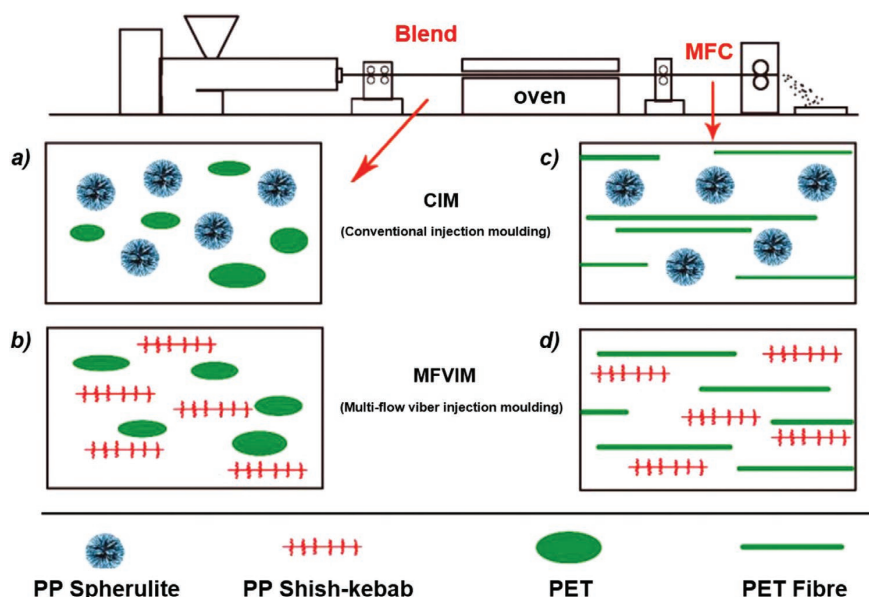 Blend
MFC
oven
a)
c)
CIM
(Conventional injection moulding)
b)
d)
MFVIM
(Multi-flow viber injection moulding)
PP Spherulite
PP Shish-kebab
PET
PET Fibre